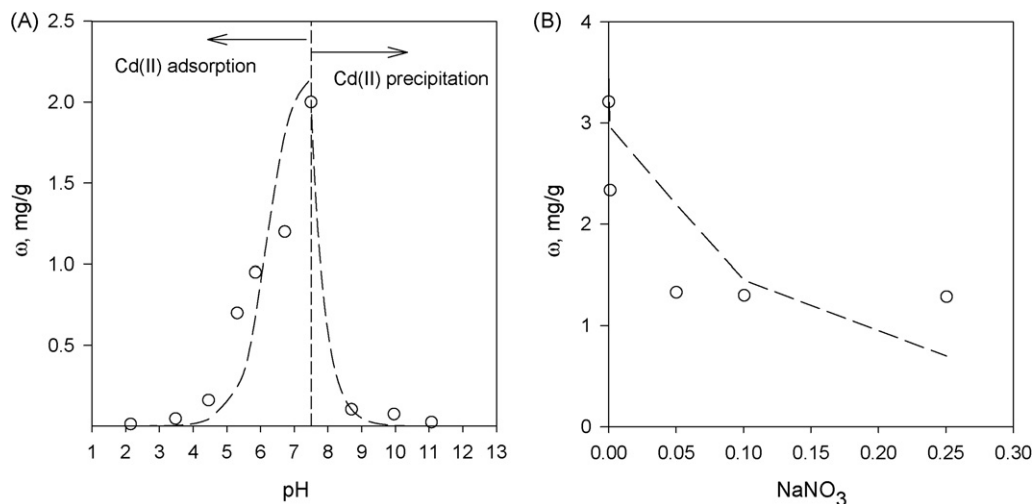 (A)
2.5
2.0
1.5
1.0
0.5
ω, mg/g
Cd(II) adsorption
Cd(II) precipitation
1 2 3 4 5 6 7 8 9 10 11 12 13
pH
(B)
4
3
2
1
0
ω, mg/g
0.00 0.05 0.10 0.15 0.20 0.25 0.30
NaNO3